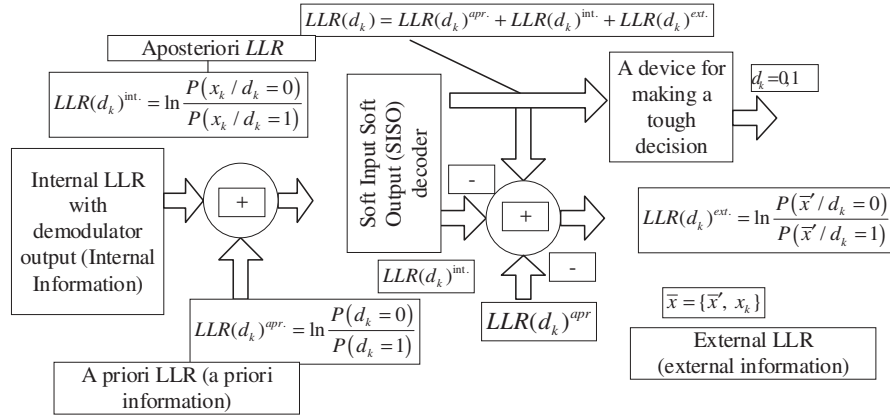 LLR(d_k) = LLR(d_k)^{apr.} + LLR(d_k)^{int.} + LLR(d_k)^{ext.}
Aposteriori LLR
LLR(d_k)^{int.} = ln P(x_k / d_k = 0) / P(x_k / d_k = 1)
Internal LLR
with
demodulator
output (Internal
Information)
+
LLR(d_k)^{apr.} = ln P(d_k = 0) / P(d_k = 1)
A priori LLR (a priori
information)
Soft Input Soft
Output (SISO)
decoder
-
LLR(d_k)^{int.}
+
-
LLR(d_k)^{apr}
A device for
making a
tough
decision
d_k=0,1
LLR(d_k)^{ext.} = ln P(x̅′ / d_k = 0) / P(x̅′ / d_k = 1)
x̅ = {x̅′, x_k}
External LLR
(external information)